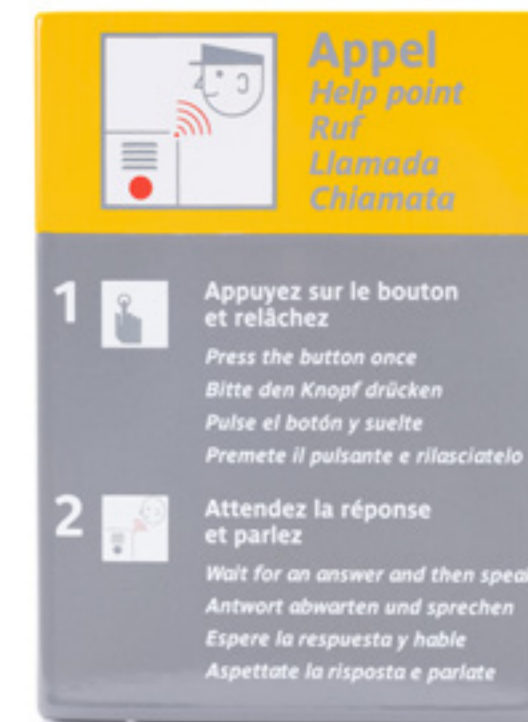 Appel
Help point
Ruf
Llamada
Chiamata
1
Appuyez sur le bouton
et relâchez
Press the button once
Bitte den Knopf drücken
Pulse el botón y suelte
Premete il pulsante e rilasciatelo
2
Attendez la réponse
et parlez
Wait for an answer and then speak
Antwort abwarten und sprechen
Espere la respuesta y hable
Aspettate la risposta e parlate